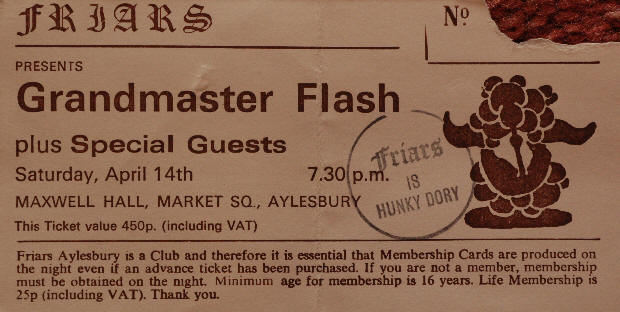 FRIARS
Nº
PRESENTS
Grandmaster Flash
plus Special Guests
Saturday, April 14th 7.30 p.m.
MAXWELL HALL, MARKET SQ., AYLESBURY
This Ticket value 450p. (including VAT)
Friars
IS
HUNKY DORY
Friars Aylesbury is a Club and therefore it is essential that Membership Cards are produced on
the night even if an advance ticket has been purchased. If you are not a member, membership
must be obtained on the night. Minimum age for membership is 16 years. Life Membership is
25p (including VAT). Thank you.